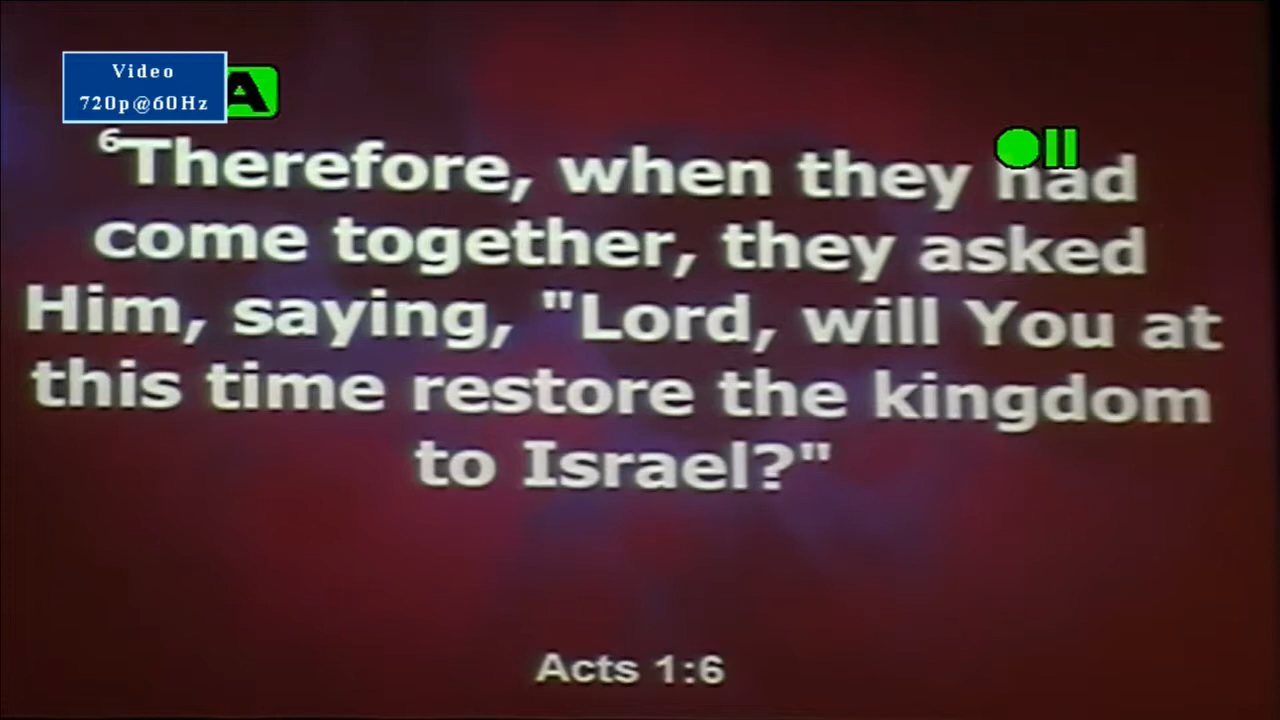 Video
720p@60Hz
A
6Therefore, when they had
come together, they asked
Him, saying, "Lord, will You at
this time restore the kingdom
to Israel?"
Acts 1:6